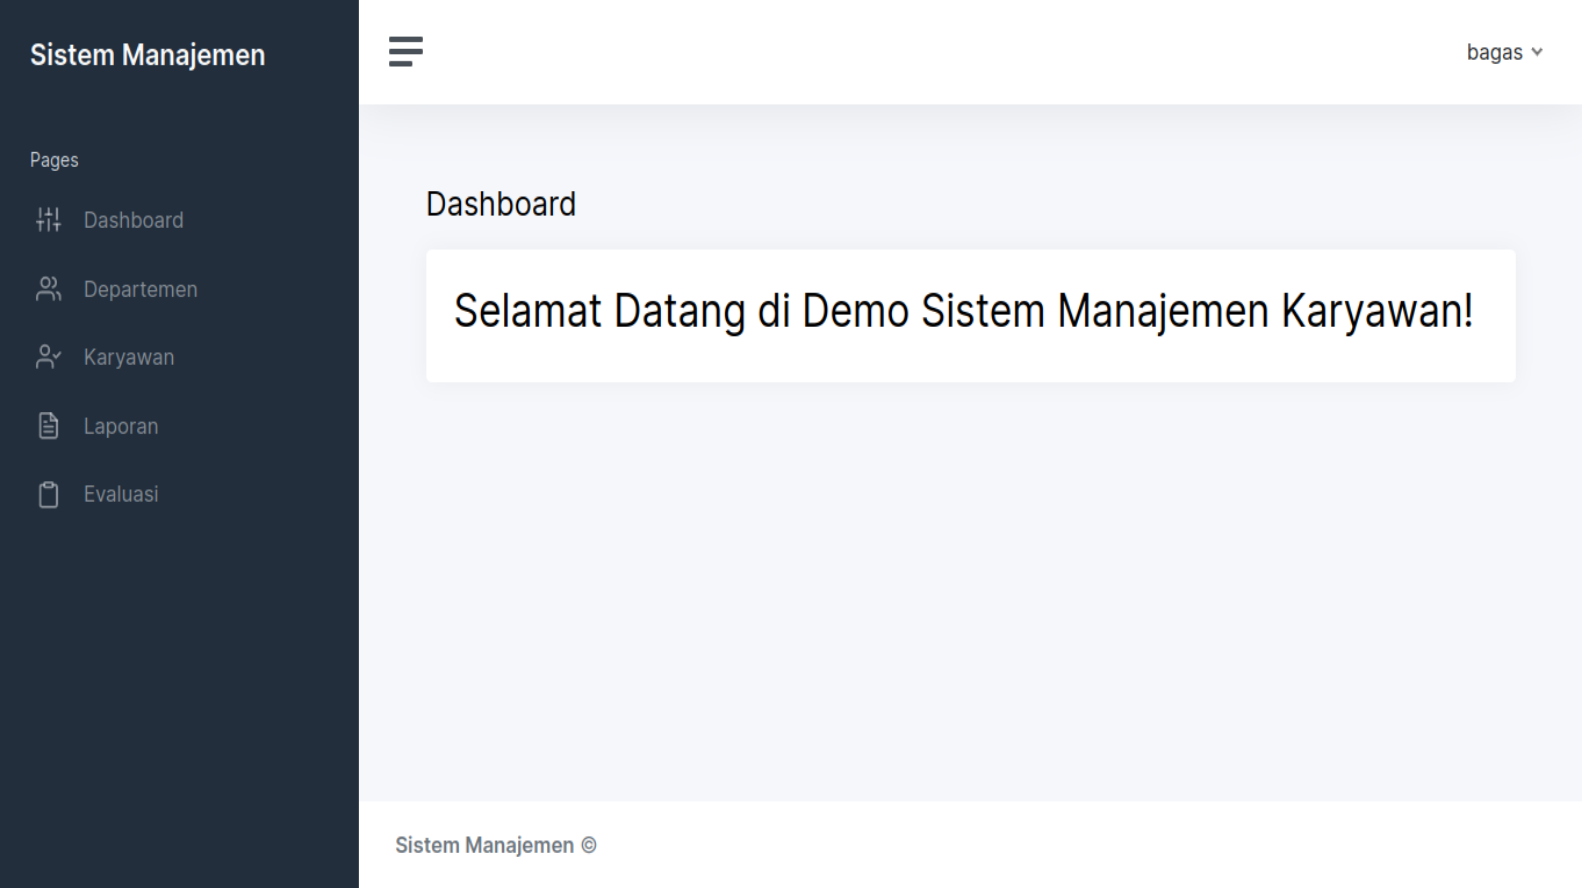 Sistem Manajemen
Pages
Dashboard
Departemen
Karyawan
Laporan
Evaluasi
bagas
Dashboard
Selamat Datang di Demo Sistem Manajemen Karyawan!
Sistem Manajemen ©